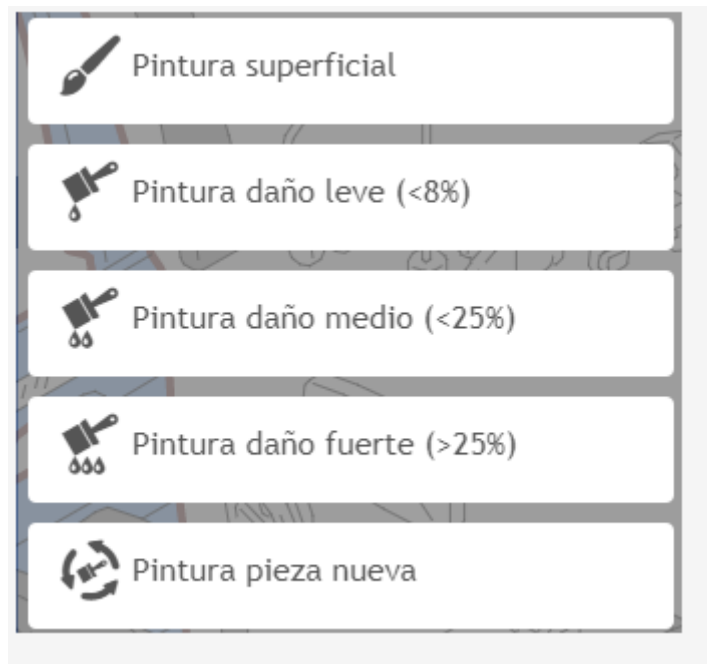 Pintura superficial
Pintura daño leve (<8%)
Pintura daño medio (<25%)
Pintura daño fuerte (>25%)
Pintura pieza nueva